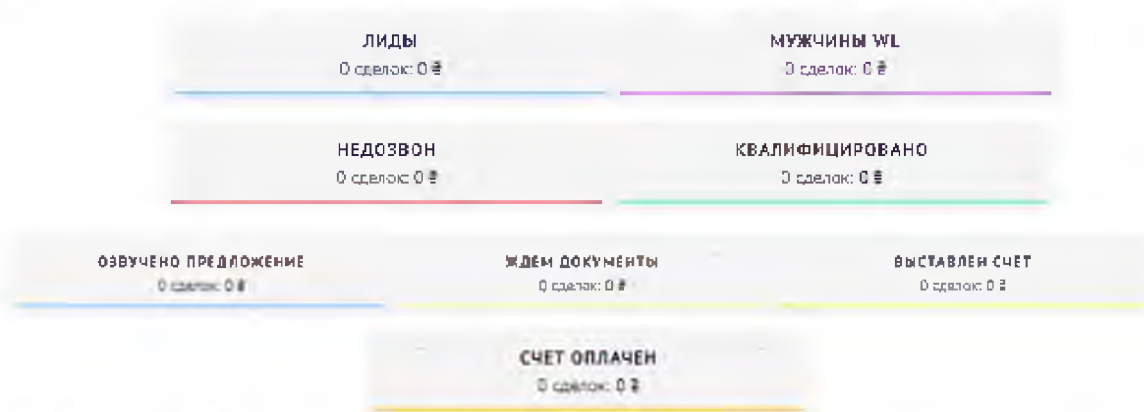 ЛИДЫ
0 сделок: 0 ₴
МУЖЧИНЫ WL
0 сделок: 0 ₴
НЕДОЗВОН
0 сделок: 0 ₴
КВАЛИФИЦИРОВАНО
0 сделок: 0 ₴
ОЗВУЧЕНО ПРЕДЛОЖЕНИЕ
0 сделок: 0 ₴
ЖДЕМ ДОКУМЕНТЫ
0 сделок: 0 ₴
ВЫСТАВЛЕН СЧЕТ
0 сделок: 0 ₴
СЧЕТ ОПЛАЧЕН
0 сделок: 0 ₴